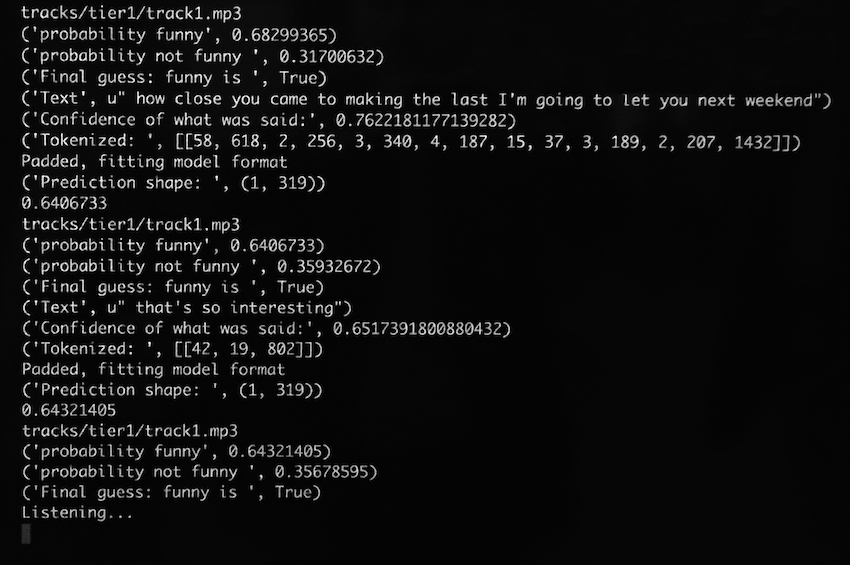 tracks/tier1/track1.mp3
('probability funny', 0.68299365)
('probability not funny ', 0.31700632)
('Final guess: funny is ', True)
('Text', u" how close you came to making the last I'm going to let you next weekend")
('Confidence of what was said:', 0.7622181177139282)
('Tokenized: ', [[58, 618, 2, 256, 3, 340, 4, 187, 15, 37, 3, 189, 2, 207, 1432]])
Padded, fitting model format
('Prediction shape: ', (1, 319))
0.6406733
tracks/tier1/track1.mp3
('probability funny', 0.6406733)
('probability not funny ', 0.35932672)
('Final guess: funny is ', True)
('Text', u" that's so interesting")
('Confidence of what was said:', 0.6517391800880432)
('Tokenized: ', [[42, 19, 802]])
Padded, fitting model format
('Prediction shape: ', (1, 319))
0.64321405
tracks/tier1/track1.mp3
('probability funny', 0.64321405)
('probability not funny ', 0.35678595)
('Final guess: funny is ', True)
Listening...